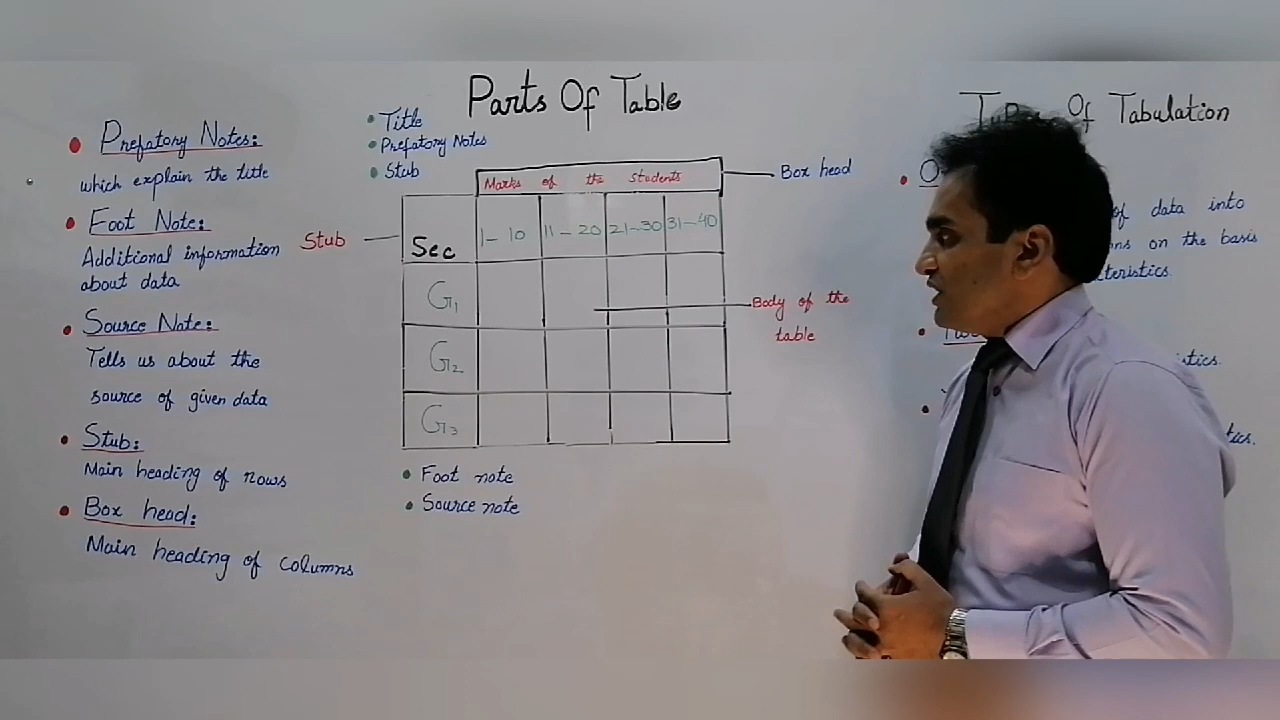 Parts Of Table
• Prefatory Notes:
which explain the title
• Foot Note:
Additional information
about data
• Source Note:
Tells us about the
source of given data
• Stub:
Main heading of rows
• Box head:
Main heading of columns
• Title
• Prefatory Notes
• Stub
Marks of the students
Box head
Stub
Sec 1-10 11-20 21-30 31-40
G1
G2
G3
Body of the
table
• Foot note
• Source note
Of Tabulation
of data into
on the basis